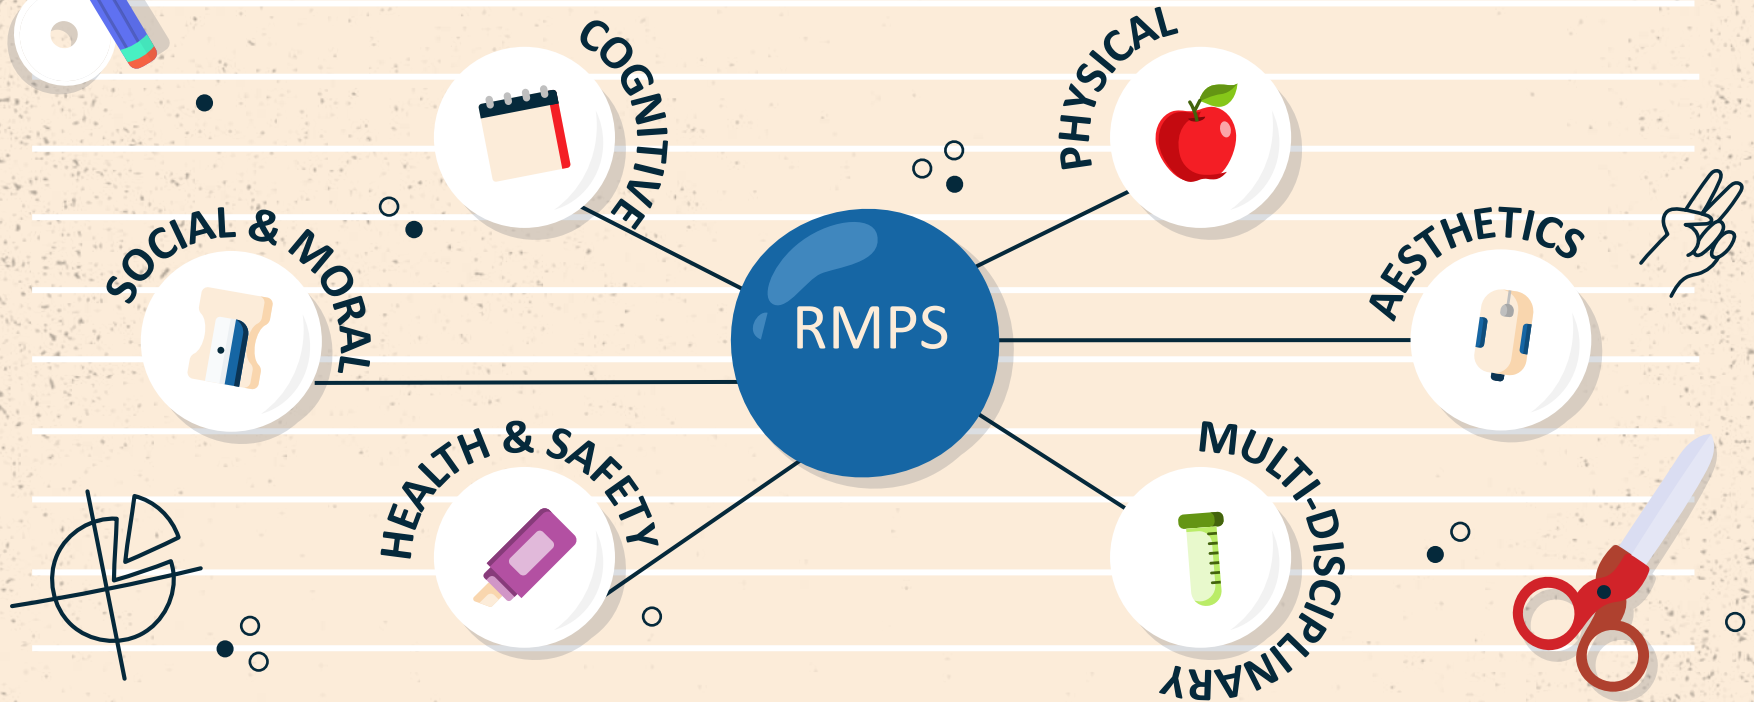 COGNITIVE
PHYSICAL
SOCIAL & MORAL
AESTHETICS
RMPS
HEALTH & SAFETY
MULTI-DISCIPLINARY